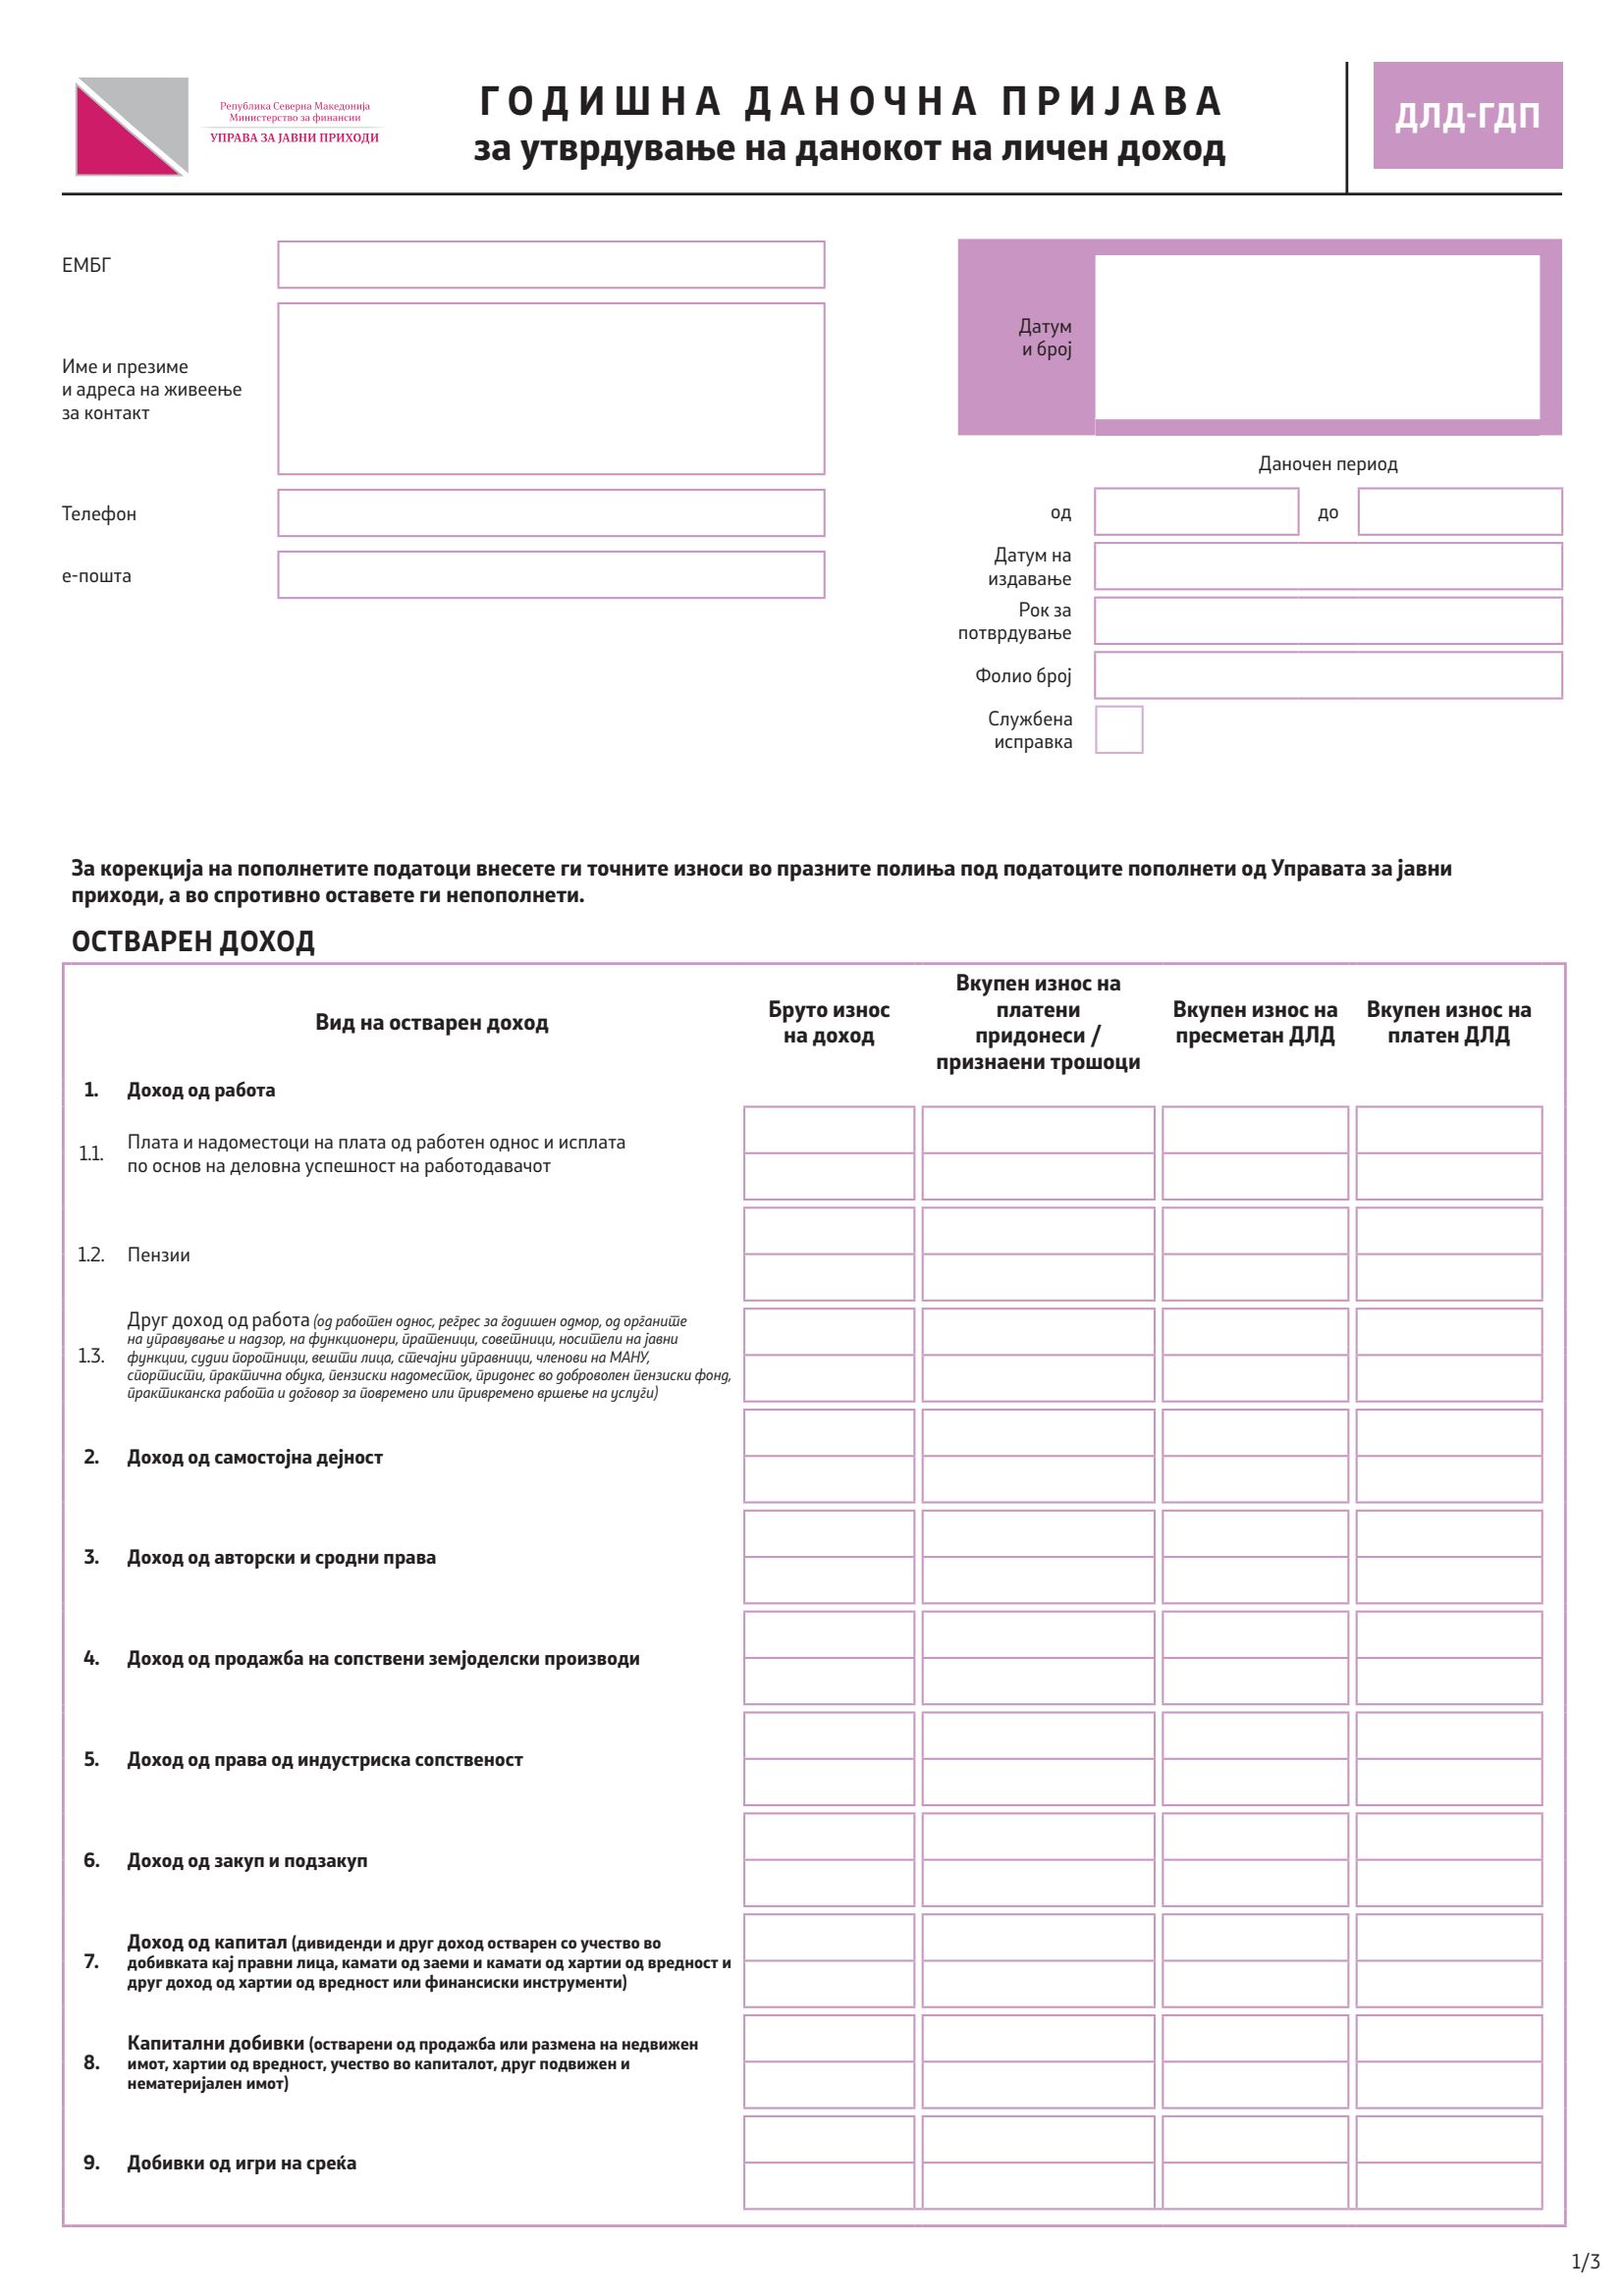 Република Северна Македонија
Министерство за финансии
УПРАВА ЗА ЈАВНИ ПРИХОДИ
ГОДИШНА ДАНОЧНА ПРИЈАВА
за утврдување на данокот на личен доход
ДЛД-ГДП
ЕМБГ
Име и презиме
и адреса на живеење
за контакт
Телефон
е-пошта
Датум
и број
Даночен период
од
до
Датум на
издавање
Рок за
потврдување
Фолио број
Службена
исправка
За корекција на пополнетите податоци внесете ги точните износи во празните полиња под податоците пополнети од Управата за јавни
приходи, а во спротивно оставете ги непополнети.
ОСТВАРЕН ДОХОД
Вид на остварен доход
Бруто износ
на доход
Вкупен износ на
платени
придонеси /
признаени трошоци
Вкупен износ на
пресметан ДЛД
Вкупен износ на
платен ДЛД
1. Доход од работа
1.1. Плата и надоместоци на плата од работен однос и исплата
по основ на деловна успешност на работодавачот
1.2. Пензии
1.3. Друг доход од работа (од работен однос, регрес за годишен одмор, од органите
на управување и надзор, на функционери, пратеници, советници, носители на јавни
функции, судии поротници, вешти лица, стечајни управници, членови на МАНУ,
спортисти, практична обука, пензиски надоместок, придонес во доброволен пензиски фонд,
практиканска работа и договор за повремено или привремено вршење на услуги)
2. Доход од самостојна дејност
3. Доход од авторски и сродни права
4. Доход од продажба на сопствени земјоделски производи
5. Доход од права од индустриска сопственост
6. Доход од закуп и подзакуп
7. Доход од капитал (дивиденди и друг доход остварен со учество во
добивката кај правни лица, камати од заеми и камати од хартии од вредност и
друг доход од хартии од вредност или финансиски инструменти)
8. Капитални добивки (остварени од продажба или размена на недвижен
имот, хартии од вредност, учество во капиталот, друг подвижен и
нематеријален имот)
9. Добивки од игри на среќа
1/3